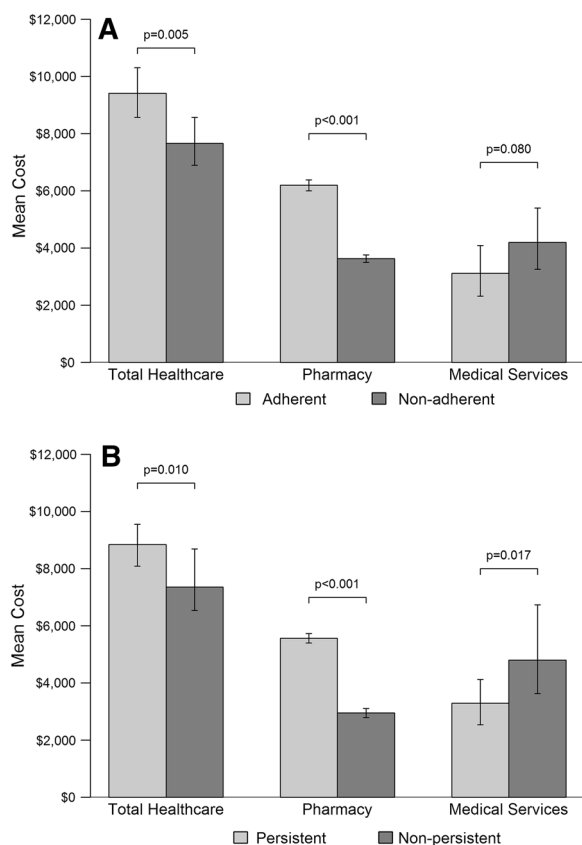 A
$12,000
p=0.005
$10,000
p<0.001
$8,000
p=0.080
$6,000
$4,000
$2,000
$0
Mean Cost
Total Healthcare Pharmacy Medical Services
Adherent Non-adherent
B
$12,000
p=0.010
$10,000
p=0.017
$8,000
p<0.001
$6,000
$4,000
$2,000
$0
Mean Cost
Total Healthcare Pharmacy Medical Services
Persistent Non-persistent